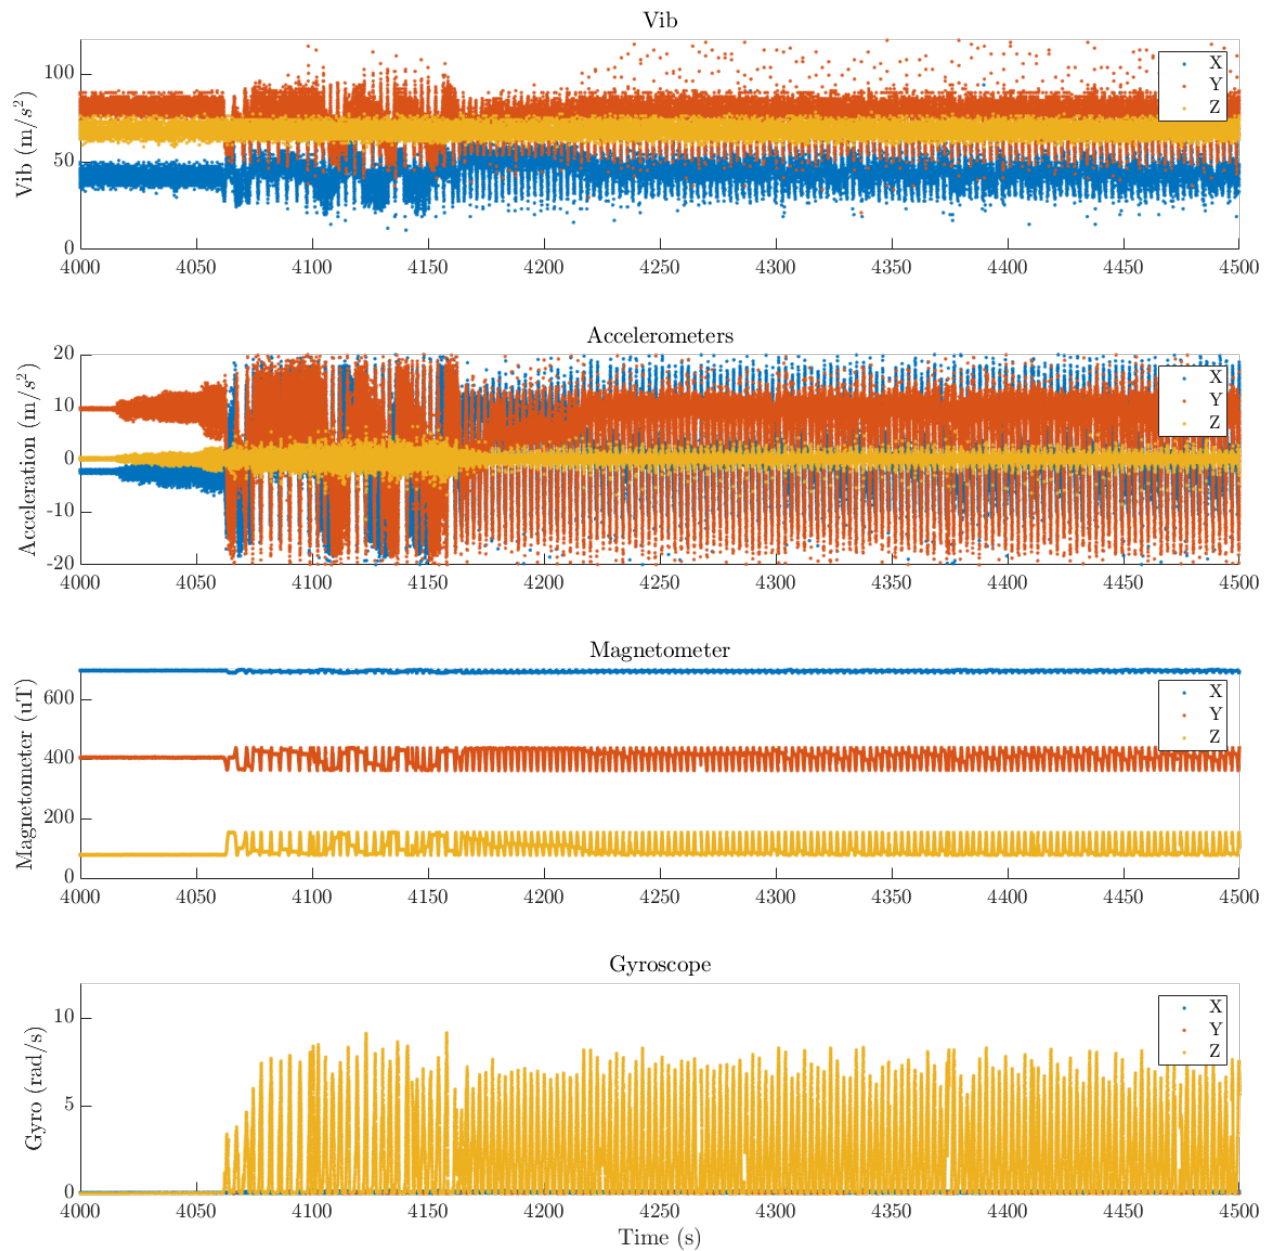 Vib
Vib (m/s²)
100
50
0
4000 4050 4100 4150 4200 4250 4300 4350 4400 4450 4500
X
Y
Z
Accelerometers
Acceleration (m/s²)
20
10
0
-10
-20
4000 4050 4100 4150 4200 4250 4300 4350 4400 4450 4500
X
Y
Z
Magnetometer
Magnetometer (uT)
600
400
200
0
4000 4050 4100 4150 4200 4250 4300 4350 4400 4450 4500
X
Y
Z
Gyroscope
Gyro (rad/s)
10
5
0
4000 4050 4100 4150 4200 4250 4300 4350 4400 4450 4500
X
Y
Z
Time (s)